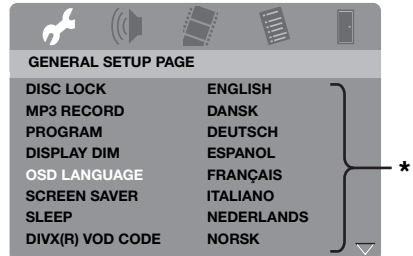 GENERAL SETUP PAGE
DISC LOCK ENGLISH
MP3 RECORD DANSK
PROGRAM DEUTSCH
DISPLAY DIM ESPANOL
OSD LANGUAGE FRANÇAIS
SCREEN SAVER ITALIANO
SLEEP NEDERLANDS
DIVX(R) VOD CODE NORSK
*